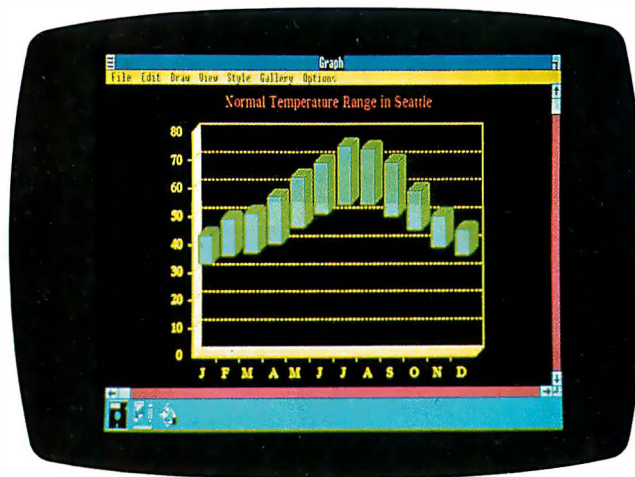 Graph
File Edit Draw View Style Gallery Options
Normal Temperature Range in Seattle
80
70
60
50
40
30
20
10
0
J F M A M J J A S O N D